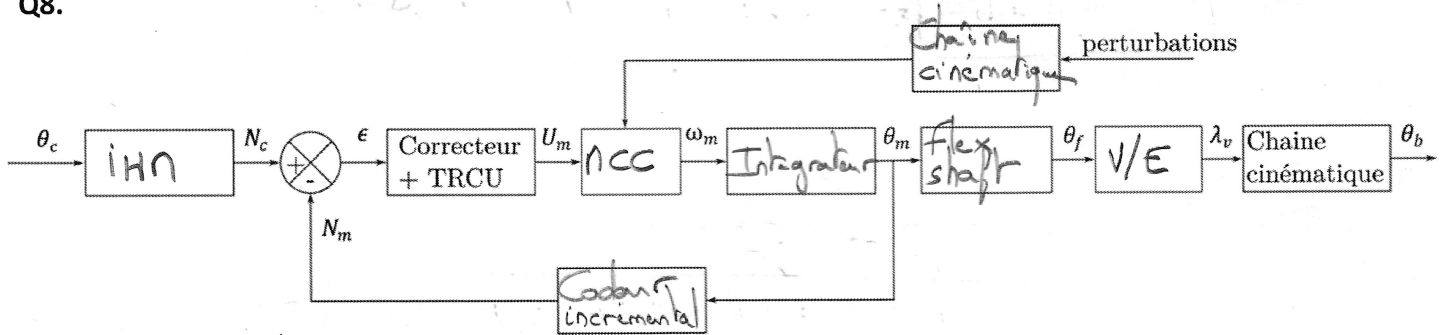 Q8.
Chaîne
cinématique
perturbations
θc
iHM
Nc
+
-
ϵ
Correcteur
+ TRCU
Um
MCC
ωm
Intégrateur
θm
flex
shaft
θf
V/E
λv
Chaine
cinématique
θb
Nm
Codeur
incrémental